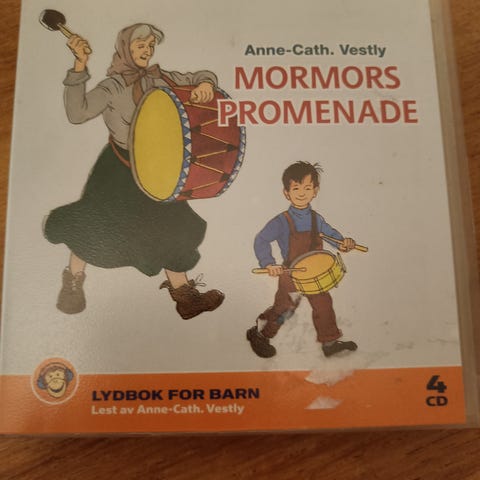 Anne-Cath. Vestly
MORMORS
PROMENADE
LYDBOK FOR BARN
Lest av Anne-Cath. Vestly
4
CD